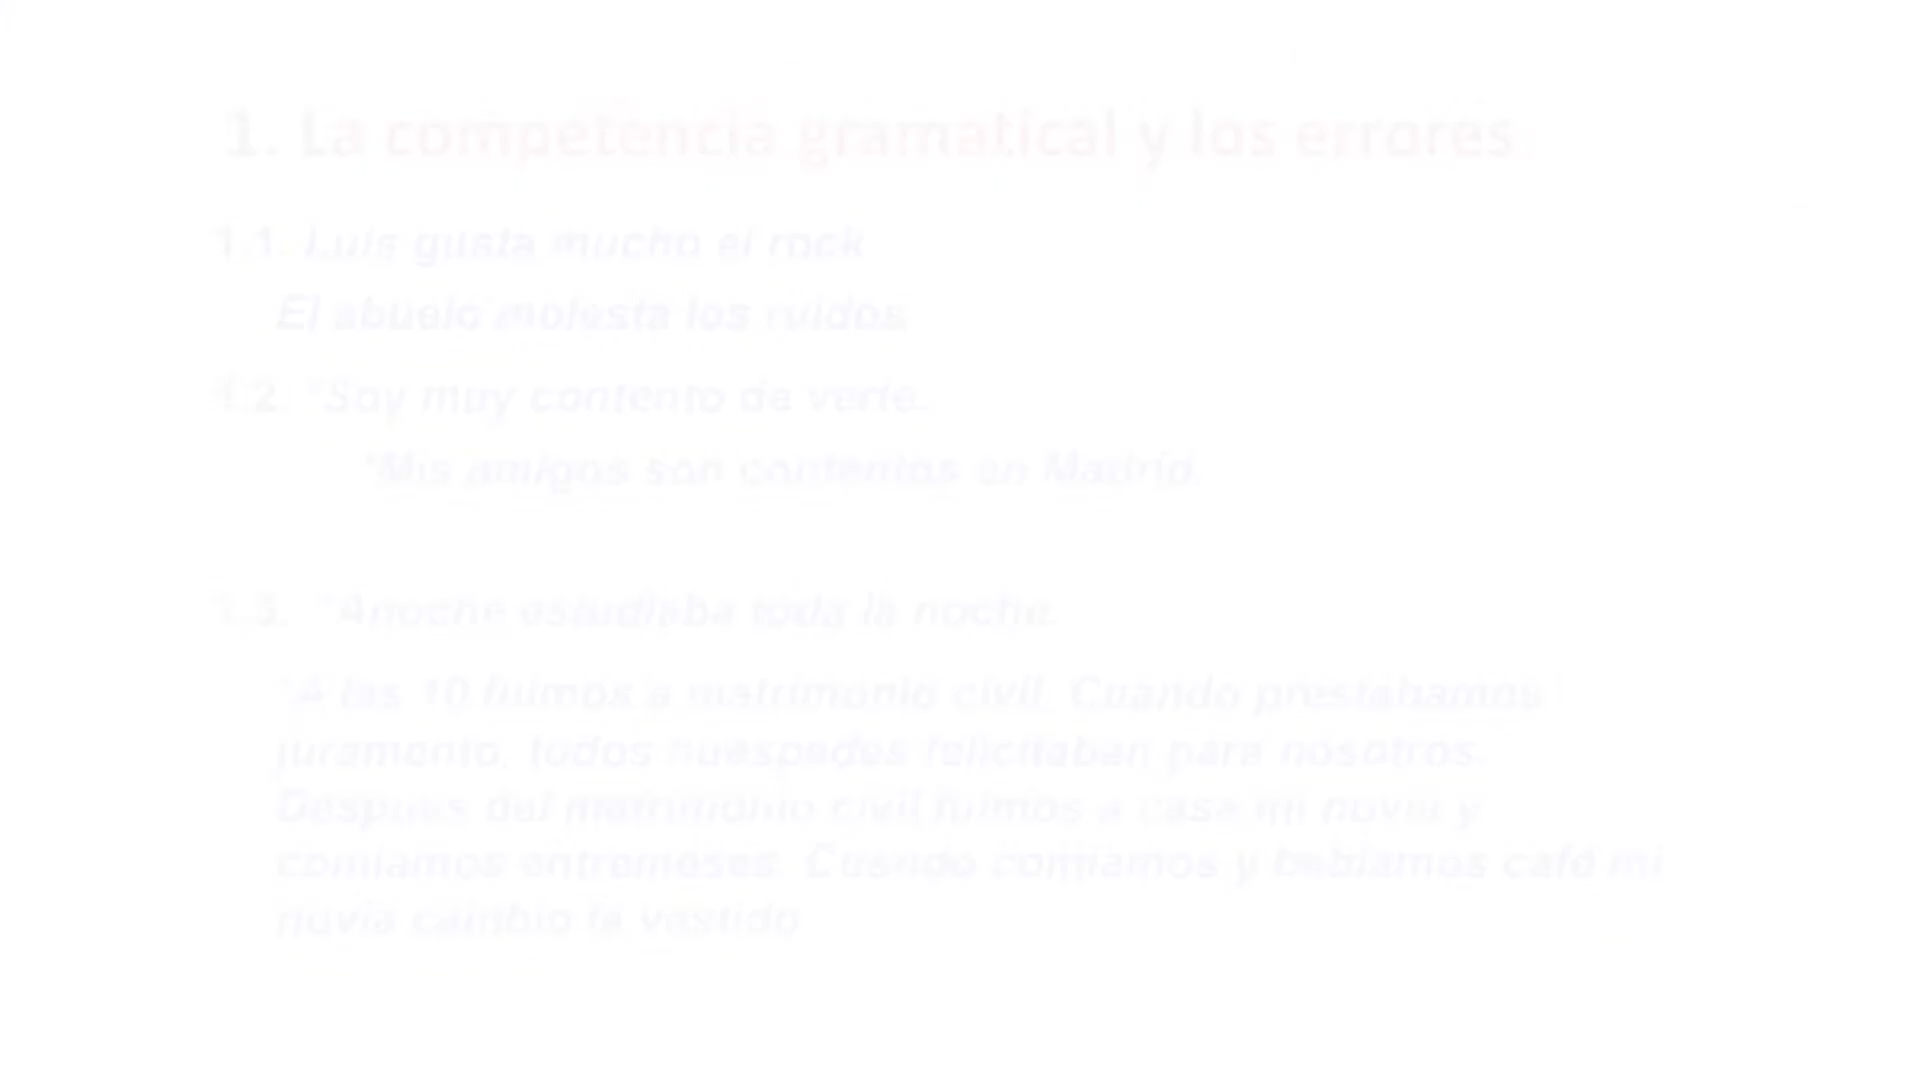 1. La competencia gramatical y los errores
1.1. Luis gusta mucho el rock
El abuelo molesta los ruidos
1.2. *Soy muy contento de verte.
*Mis amigos son contentos en Madrid.
1.3. *Anoche estudiaba toda la noche.
*A las 10 fuimos a matrimonio civil. Cuando prestabamos
juramento, todos huespedes felicitaban para nosotros.
Despues del matrimonio civil fuimos a casa mi novia y
comiamos entremeses. Cuando comiamos y bebiamos café mi
novia cambio la vestido